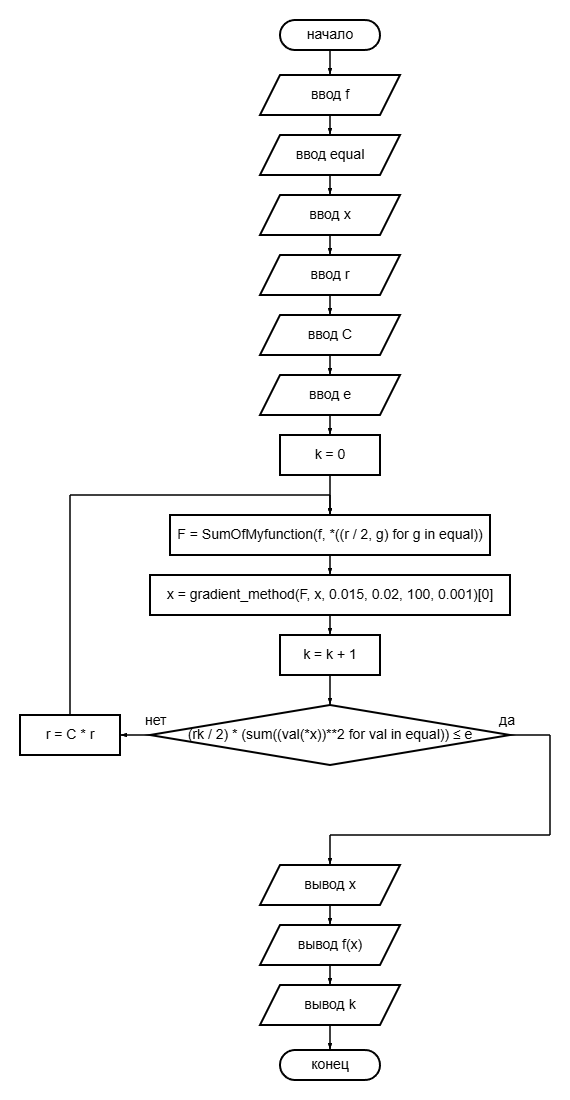 начало
ввод f
ввод equal
ввод x
ввод r
ввод C
ввод e
k = 0
F = SumOfMyfunction(f, *((r / 2, g) for g in equal))
x = gradient_method(F, x, 0.015, 0.02, 100, 0.001)[0]
k = k + 1
нет
да
r = C * r
(rk / 2) * (sum((val(*x))**2 for val in equal)) ≤ e
вывод x
вывод f(x)
вывод k
конец